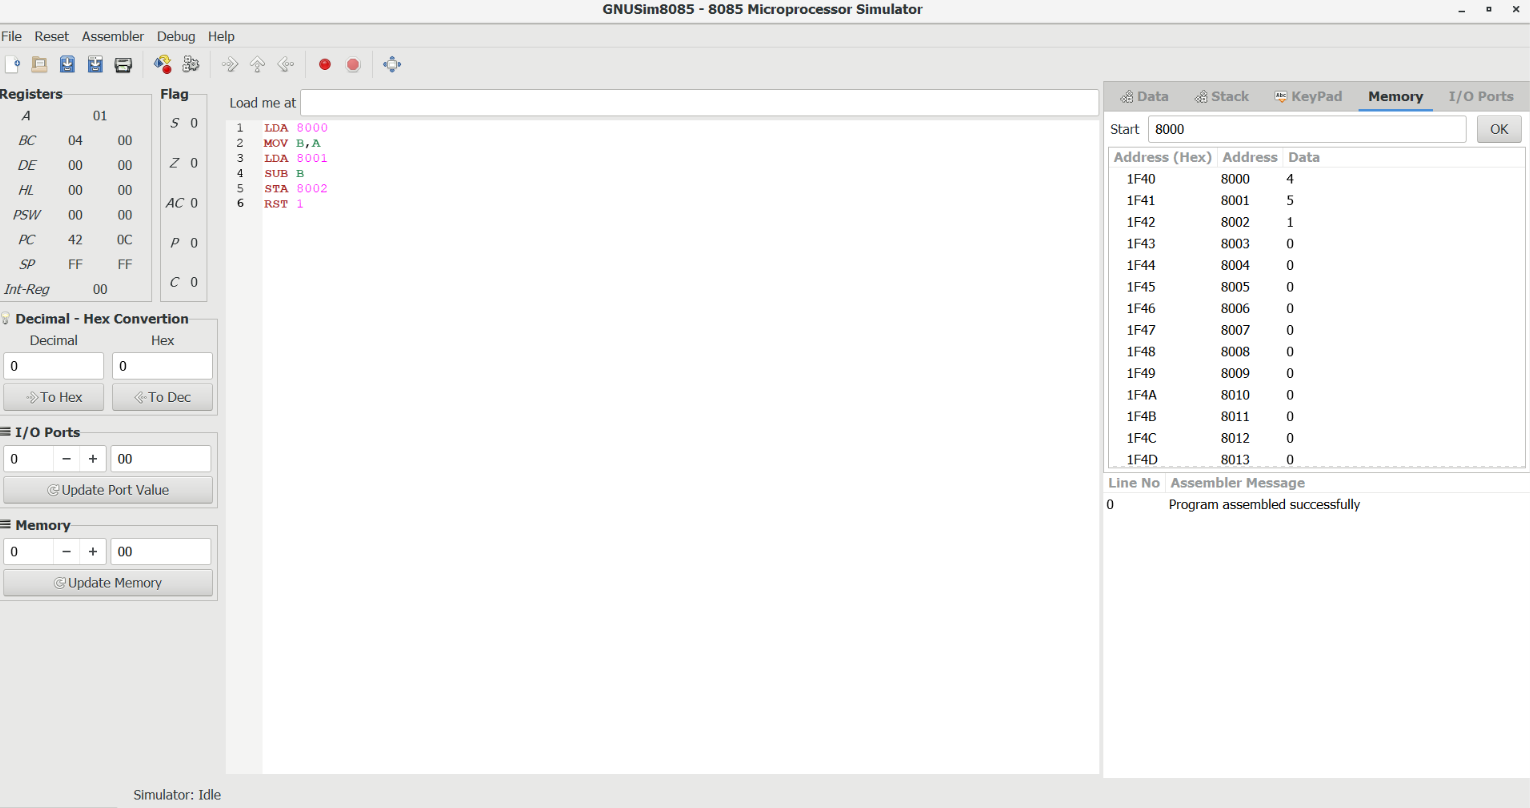 GNUSim8085 - 8085 Microprocessor Simulator
File Reset Assembler Debug Help
Registers
A 01
BC 04 00
DE 00 00
HL 00 00
PSW 00 00
PC 42 0C
SP FF FF
Int-Reg 00
Flag
S 0
Z 0
AC 0
P 0
C 0
Decimal - Hex Convertion
Decimal Hex
0 0
To Hex To Dec
I/O Ports
0 − + 00
Update Port Value
Memory
0 − + 00
Update Memory
Load me at
1 LDA 8000
2 MOV B,A
3 LDA 8001
4 SUB B
5 STA 8002
6 RST 1
Data Stack Abc KeyPad Memory I/O Ports
Start 8000 OK
Address (Hex) Address Data
1F40 8000 4
1F41 8001 5
1F42 8002 1
1F43 8003 0
1F44 8004 0
1F45 8005 0
1F46 8006 0
1F47 8007 0
1F48 8008 0
1F49 8009 0
1F4A 8010 0
1F4B 8011 0
1F4C 8012 0
1F4D 8013 0
Line No Assembler Message
0 Program assembled successfully
Simulator: Idle